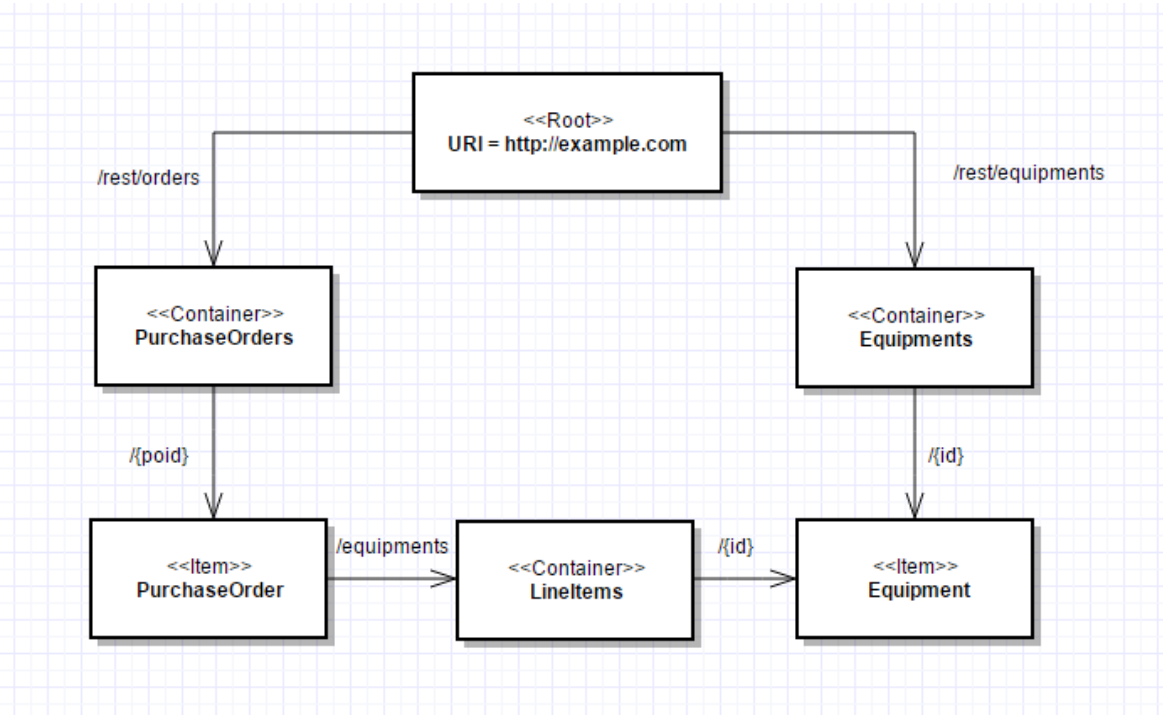 <<Root>>
URI = http://example.com
/rest/orders
/rest/equipments
<<Container>>
PurchaseOrders
<<Container>>
Equipments
/{poid}
/{id}
<<Item>>
PurchaseOrder
/equipments
<<Container>>
LineItems
/{id}
<<Item>>
Equipment